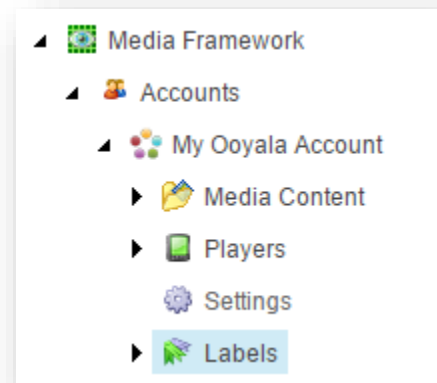 Media Framework
Accounts
My Ooyala Account
Media Content
Players
Settings
Labels